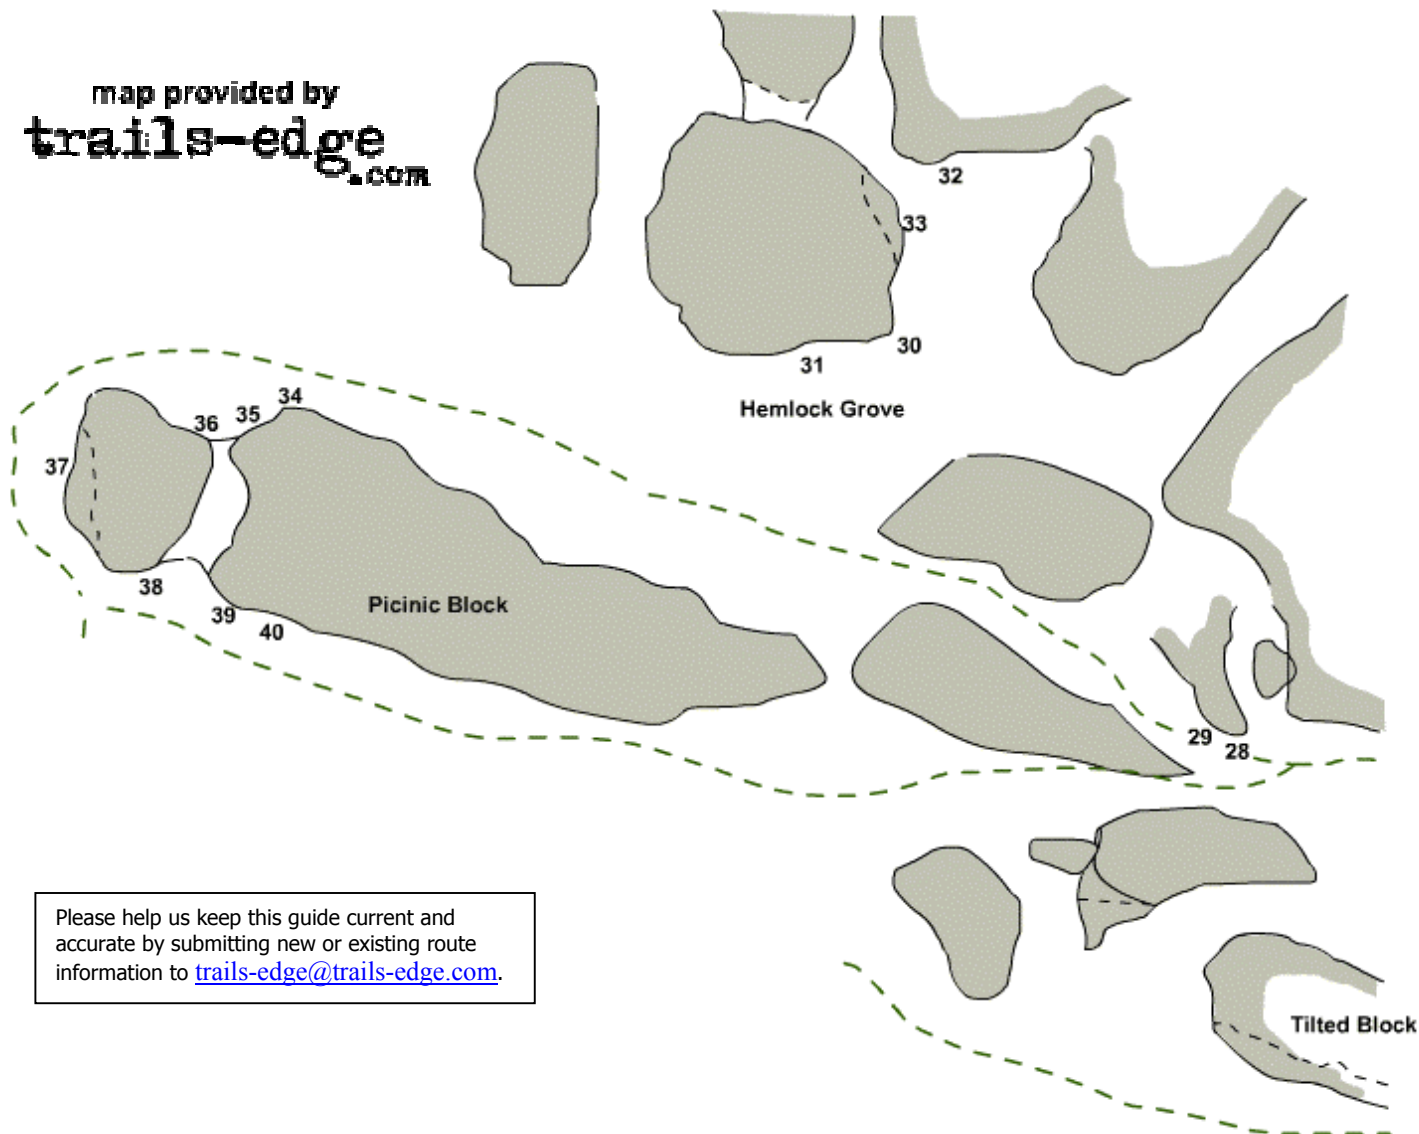 map provided by
trails-edge
.com
32
33
30
31
Hemlock Grove
34
35
36
37
38
39
40
Picinic Block
29
28
Please help us keep this guide current and
accurate by submitting new or existing route
information to trails-edge@trails-edge.com.
Tilted Block